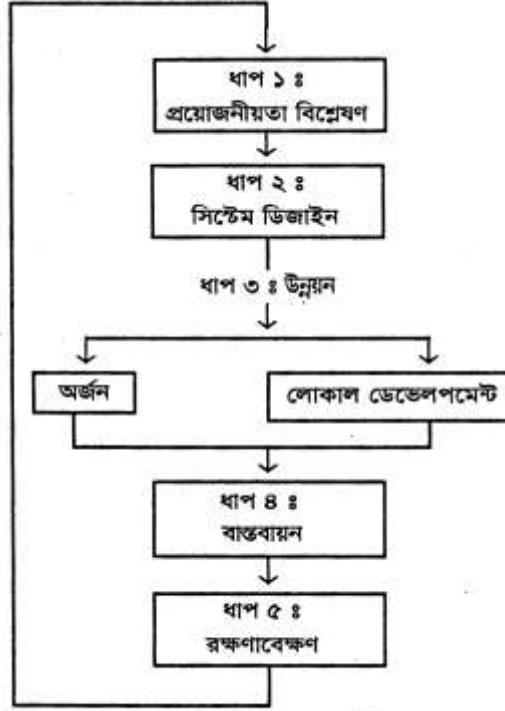 ধাপ ১ ঃ
প্রয়োজনীয়তা বিশ্লেষণ
ধাপ ২ ঃ
সিস্টেম ডিজাইন
ধাপ ৩ ঃ উন্নয়ন
অর্জন
লোকাল ডেভেলপমেন্ট
ধাপ ৪ ঃ
বাস্তবায়ন
ধাপ ৫ ঃ
রক্ষণাবেক্ষণ